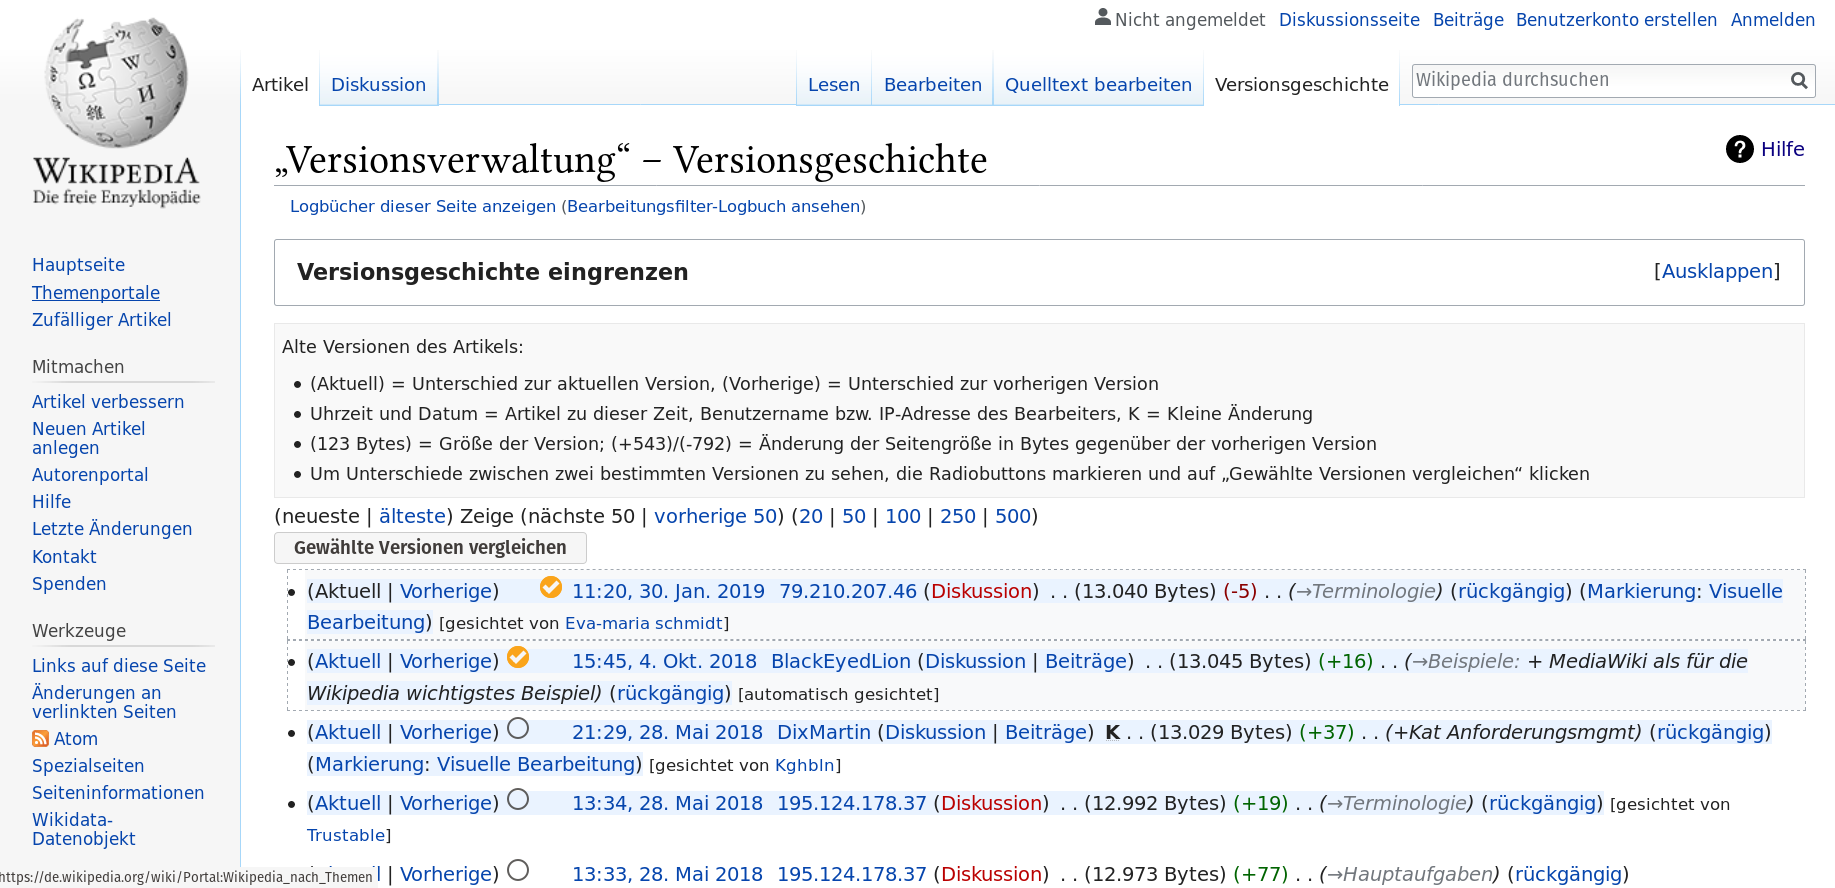 Nicht angemeldet Diskussionsseite Beiträge Benutzerkonto erstellen Anmelden
Artikel Diskussion Lesen Bearbeiten Quelltext bearbeiten Versionsgeschichte Wikipedia durchsuchen
WIKIPEDIA
Die freie Enzyklopädie
Hauptseite
Themenportale
Zufälliger Artikel
Mitmachen
Artikel verbessern
Neuen Artikel
anlegen
Autorenportal
Hilfe
Letzte Änderungen
Kontakt
Spenden
Werkzeuge
Links auf diese Seite
Änderungen an
verlinkten Seiten
Atom
Spezialseiten
Seiteninformationen
Wikidata-
Datenobjekt
„Versionsverwaltung“ – Versionsgeschichte
Hilfe
Logbücher dieser Seite anzeigen (Bearbeitungsfilter-Logbuch ansehen)
Versionsgeschichte eingrenzen [Ausklappen]
Alte Versionen des Artikels:
• (Aktuell) = Unterschied zur aktuellen Version, (Vorherige) = Unterschied zur vorherigen Version
• Uhrzeit und Datum = Artikel zu dieser Zeit, Benutzername bzw. IP-Adresse des Bearbeiters, K = Kleine Änderung
• (123 Bytes) = Größe der Version; (+543)/(-792) = Änderung der Seitengröße in Bytes gegenüber der vorherigen Version
• Um Unterschiede zwischen zwei bestimmten Versionen zu sehen, die Radiobuttons markieren und auf „Gewählte Versionen vergleichen“ klicken
(neueste | älteste) Zeige (nächste 50 | vorherige 50) (20 | 50 | 100 | 250 | 500)
Gewählte Versionen vergleichen
• (Aktuell | Vorherige) 11:20, 30. Jan. 2019 79.210.207.46 (Diskussion) . . (13.040 Bytes) (-5) . . (→Terminologie) (rückgängig) (Markierung: Visuelle
Bearbeitung) [gesichtet von Eva-maria schmidt]
• (Aktuell | Vorherige) 15:45, 4. Okt. 2018 BlackEyedLion (Diskussion | Beiträge) . . (13.045 Bytes) (+16) . . (→Beispiele: + MediaWiki als für die
Wikipedia wichtigstes Beispiel) (rückgängig) [automatisch gesichtet]
• (Aktuell | Vorherige) 21:29, 28. Mai 2018 DixMartin (Diskussion | Beiträge) K . . (13.029 Bytes) (+37) . . (+Kat Anforderungsmgmt) (rückgängig)
(Markierung: Visuelle Bearbeitung) [gesichtet von Kghbln]
• (Aktuell | Vorherige) 13:34, 28. Mai 2018 195.124.178.37 (Diskussion) . . (12.992 Bytes) (+19) . . (→Terminologie) (rückgängig) [gesichtet von
Trustable]
| Vorherige) 13:33, 28. Mai 2018 195.124.178.37 (Diskussion) . . (12.973 Bytes) (+77) . . (→Hauptaufgaben) (rückgängig)
https://de.wikipedia.org/wiki/Portal:Wikipedia_nach_Themen